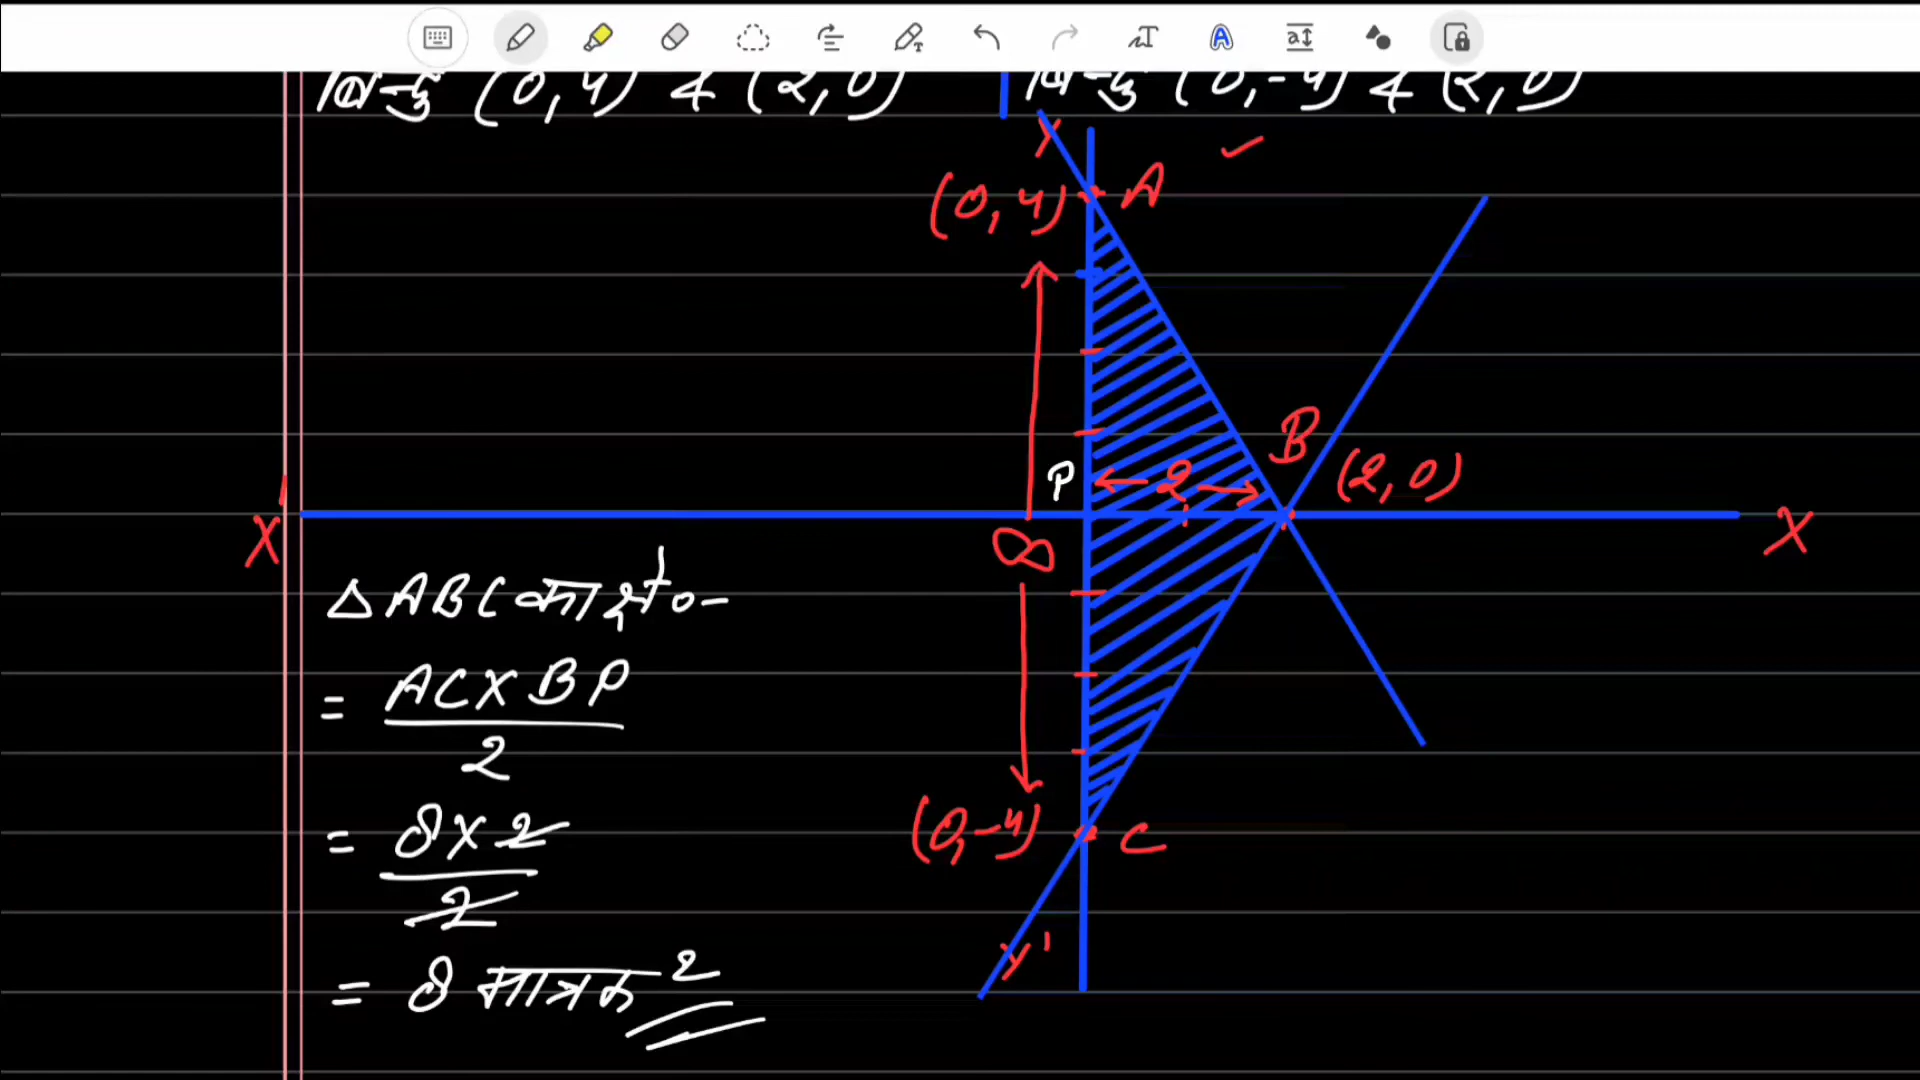 बिन्दु (0, 4) व (2, 0)
बिन्दु (0, -4) व (2, 0)
Y
(0, 4) A
B
(2, 0)
P
2
X'
X
8
(0, -4) C
Y'
△ABC का क्षे० -
= AC X BP
2
= 8 X 2
2
= 8 मात्रक²